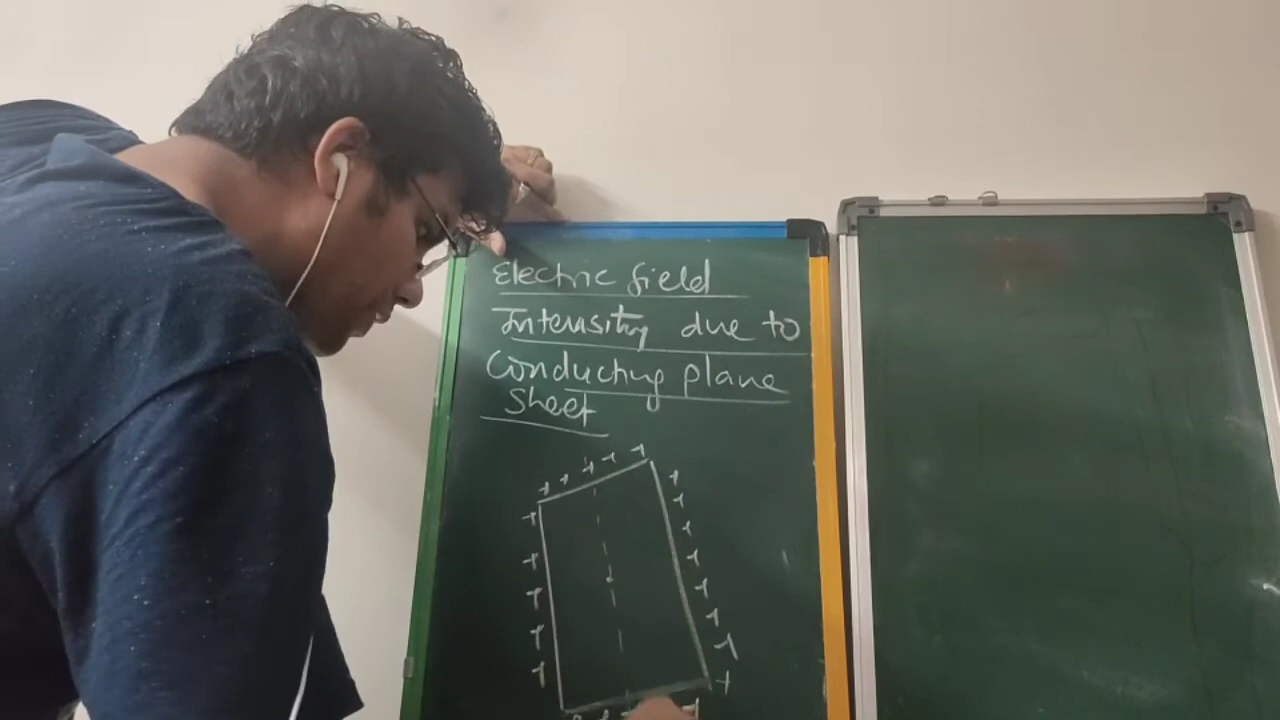 Electric field
Intensity due to
Conducting plane
Sheet